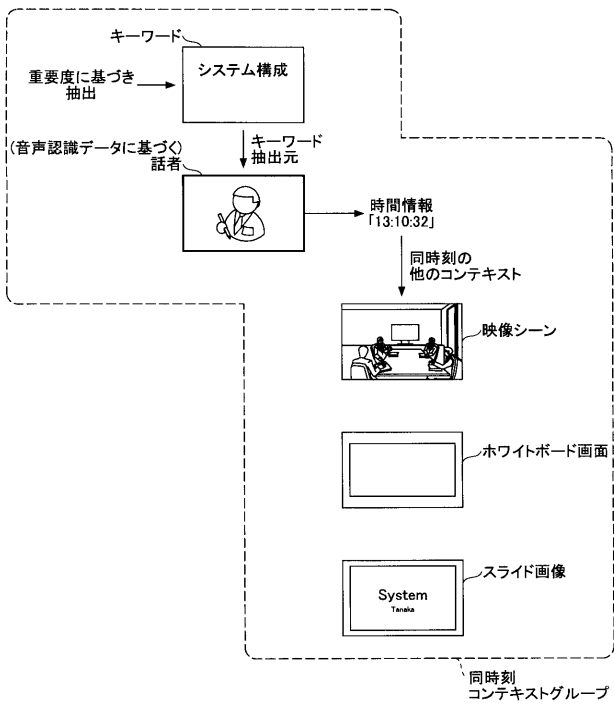 キーワード
システム構成
重要度に基づき
抽出
キーワード
抽出元
(音声認識データに基づく)
話者
時間情報
「13:10:32」
同時刻の
他のコンテキスト
映像シーン
ホワイトボード画面
スライド画像
System
Tanaka
同時刻
コンテキストグループ